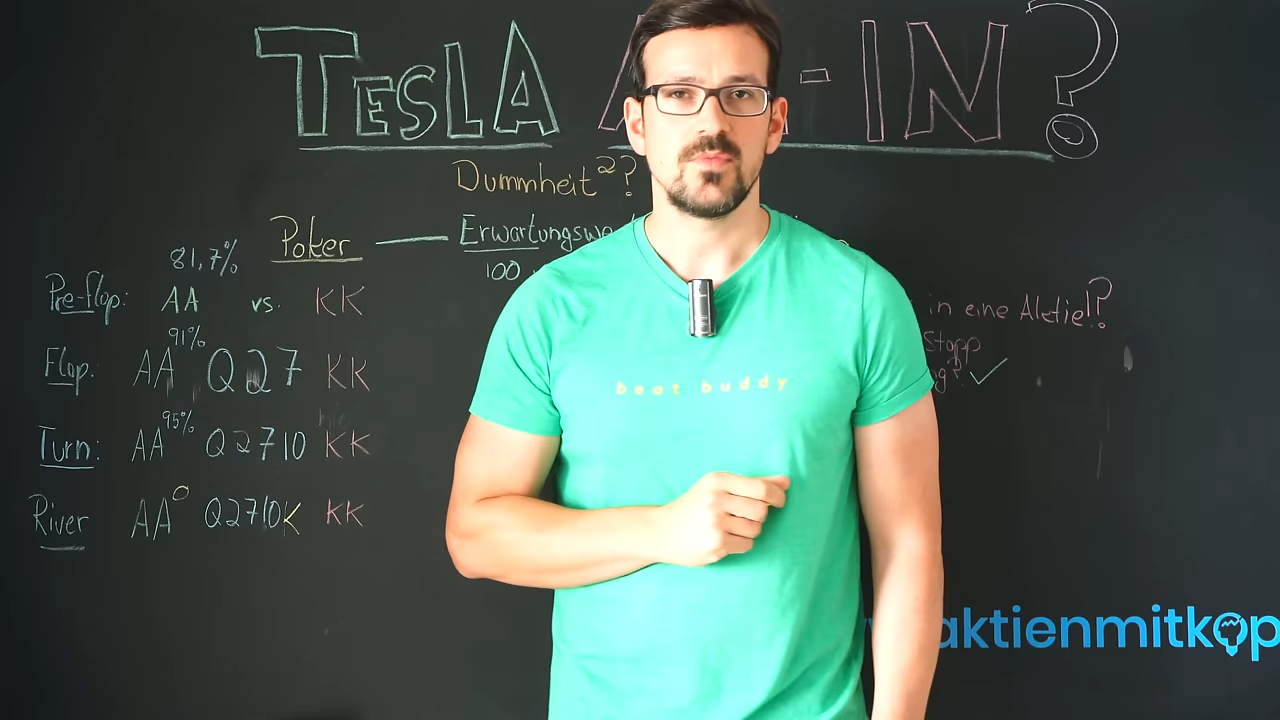 TESLA - IN?
Dummheit²?
Poker — Erwartungswe
81,7%
100
Pre-flop: AA vs. KK
in eine Aktie!?
91%
Stopp
Flop: AA Q27 KK
g? ✓
beat buddy
95%
Turn: AA Q2710 KK
0
River AA Q2710K KK
aktienmitkop